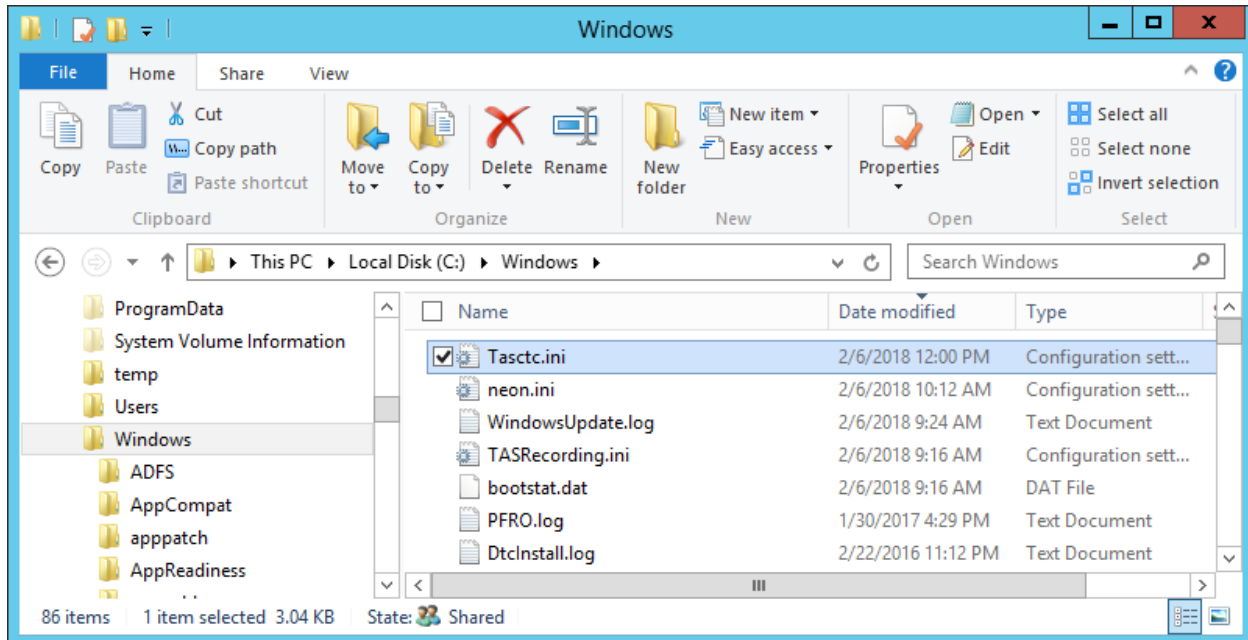 Windows
File Home Share View
Copy
Paste
Cut
Copy path
Paste shortcut
Clipboard
Move to
Copy to
Delete
Rename
Organize
New folder
New item
Easy access
New
Properties
Open
Edit
Open
Select all
Select none
Invert selection
Select
This PC Local Disk (C:) Windows
Search Windows
ProgramData
System Volume Information
temp
Users
Windows
ADFS
AppCompat
apppatch
AppReadiness
Name Date modified Type
Tasctc.ini 2/6/2018 12:00 PM Configuration sett...
neon.ini 2/6/2018 10:12 AM Configuration sett...
WindowsUpdate.log 2/6/2018 9:24 AM Text Document
TASRecording.ini 2/6/2018 9:16 AM Configuration sett...
bootstat.dat 2/6/2018 9:16 AM DAT File
PFRO.log 1/30/2017 4:29 PM Text Document
DtcInstall.log 2/22/2016 11:12 PM Text Document
86 items 1 item selected 3.04 KB State: Shared